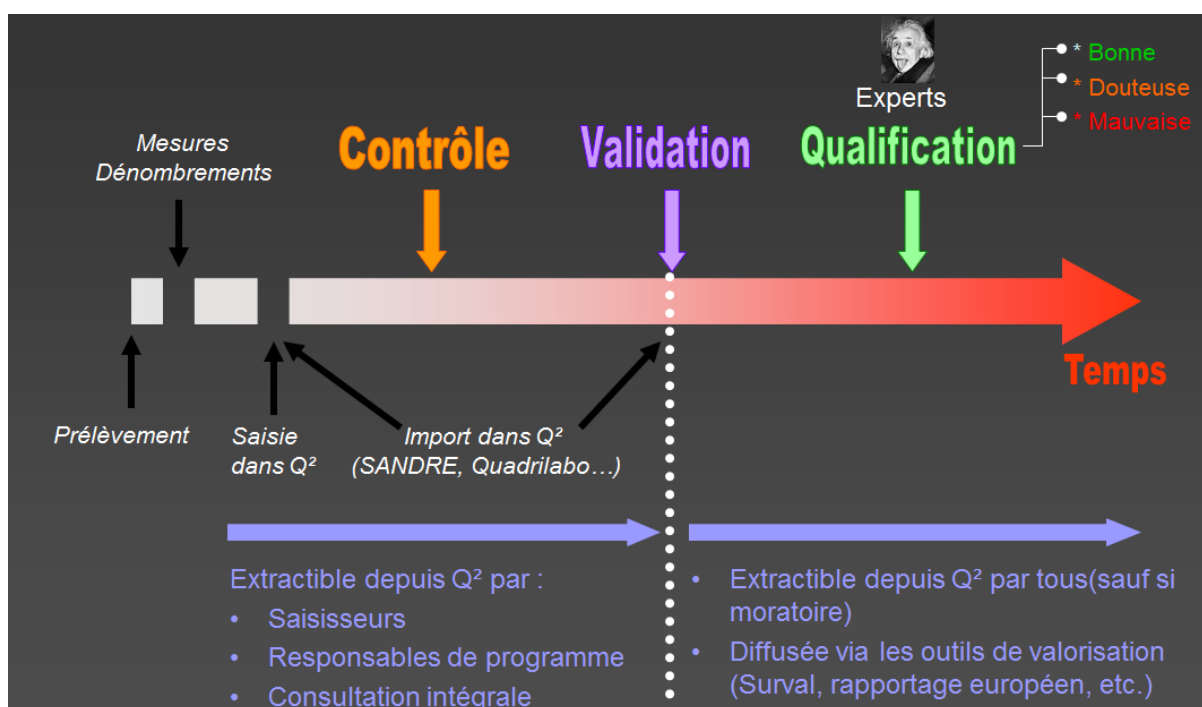 Experts
* Bonne
* Douteuse
* Mauvaise
Mesures
Dénombrements
Contrôle
Validation
Qualification
Temps
Prélèvement
Saisie
dans Q²
Import dans Q²
(SANDRE, Quadrilabo…)
Extractible depuis Q² par :
• Saisisseurs
• Responsables de programme
• Consultation intégrale
• Extractible depuis Q² par tous(sauf si
moratoire)
• Diffusée via les outils de valorisation
(Surval, rapportage européen, etc.)